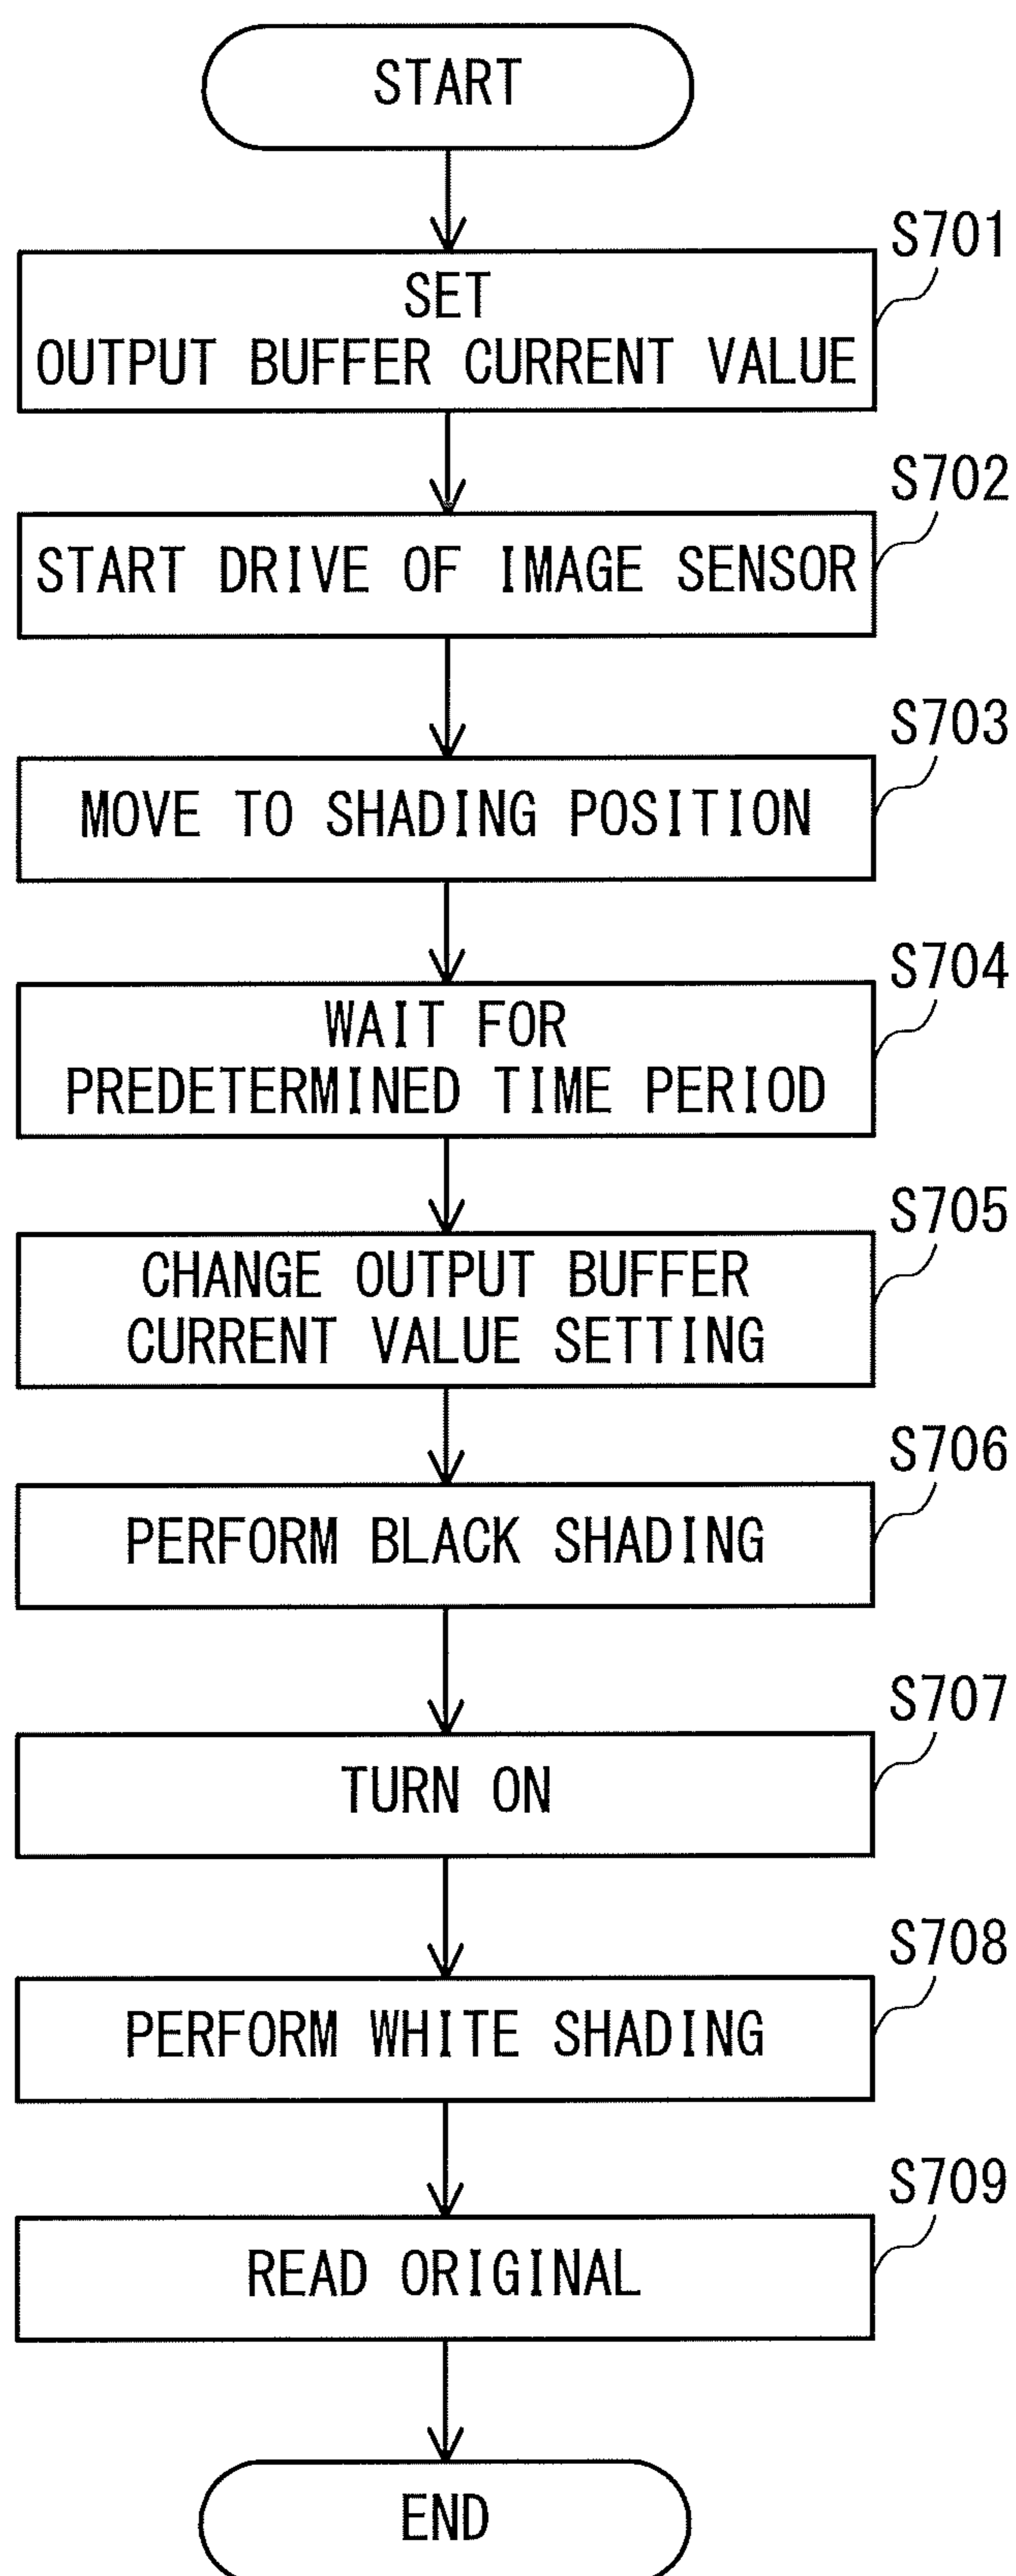 START
S701
SET
OUTPUT BUFFER CURRENT VALUE
S702
START DRIVE OF IMAGE SENSOR
S703
MOVE TO SHADING POSITION
S704
WAIT FOR
PREDETERMINED TIME PERIOD
S705
CHANGE OUTPUT BUFFER
CURRENT VALUE SETTING
S706
PERFORM BLACK SHADING
S707
TURN ON
S708
PERFORM WHITE SHADING
S709
READ ORIGINAL
END